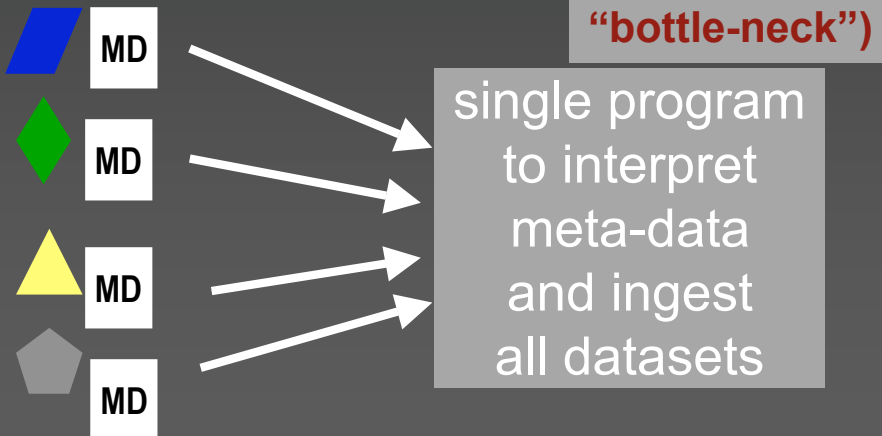 “bottle-neck”)
MD
MD
MD
MD
single program
to interpret
meta-data
and ingest
all datasets